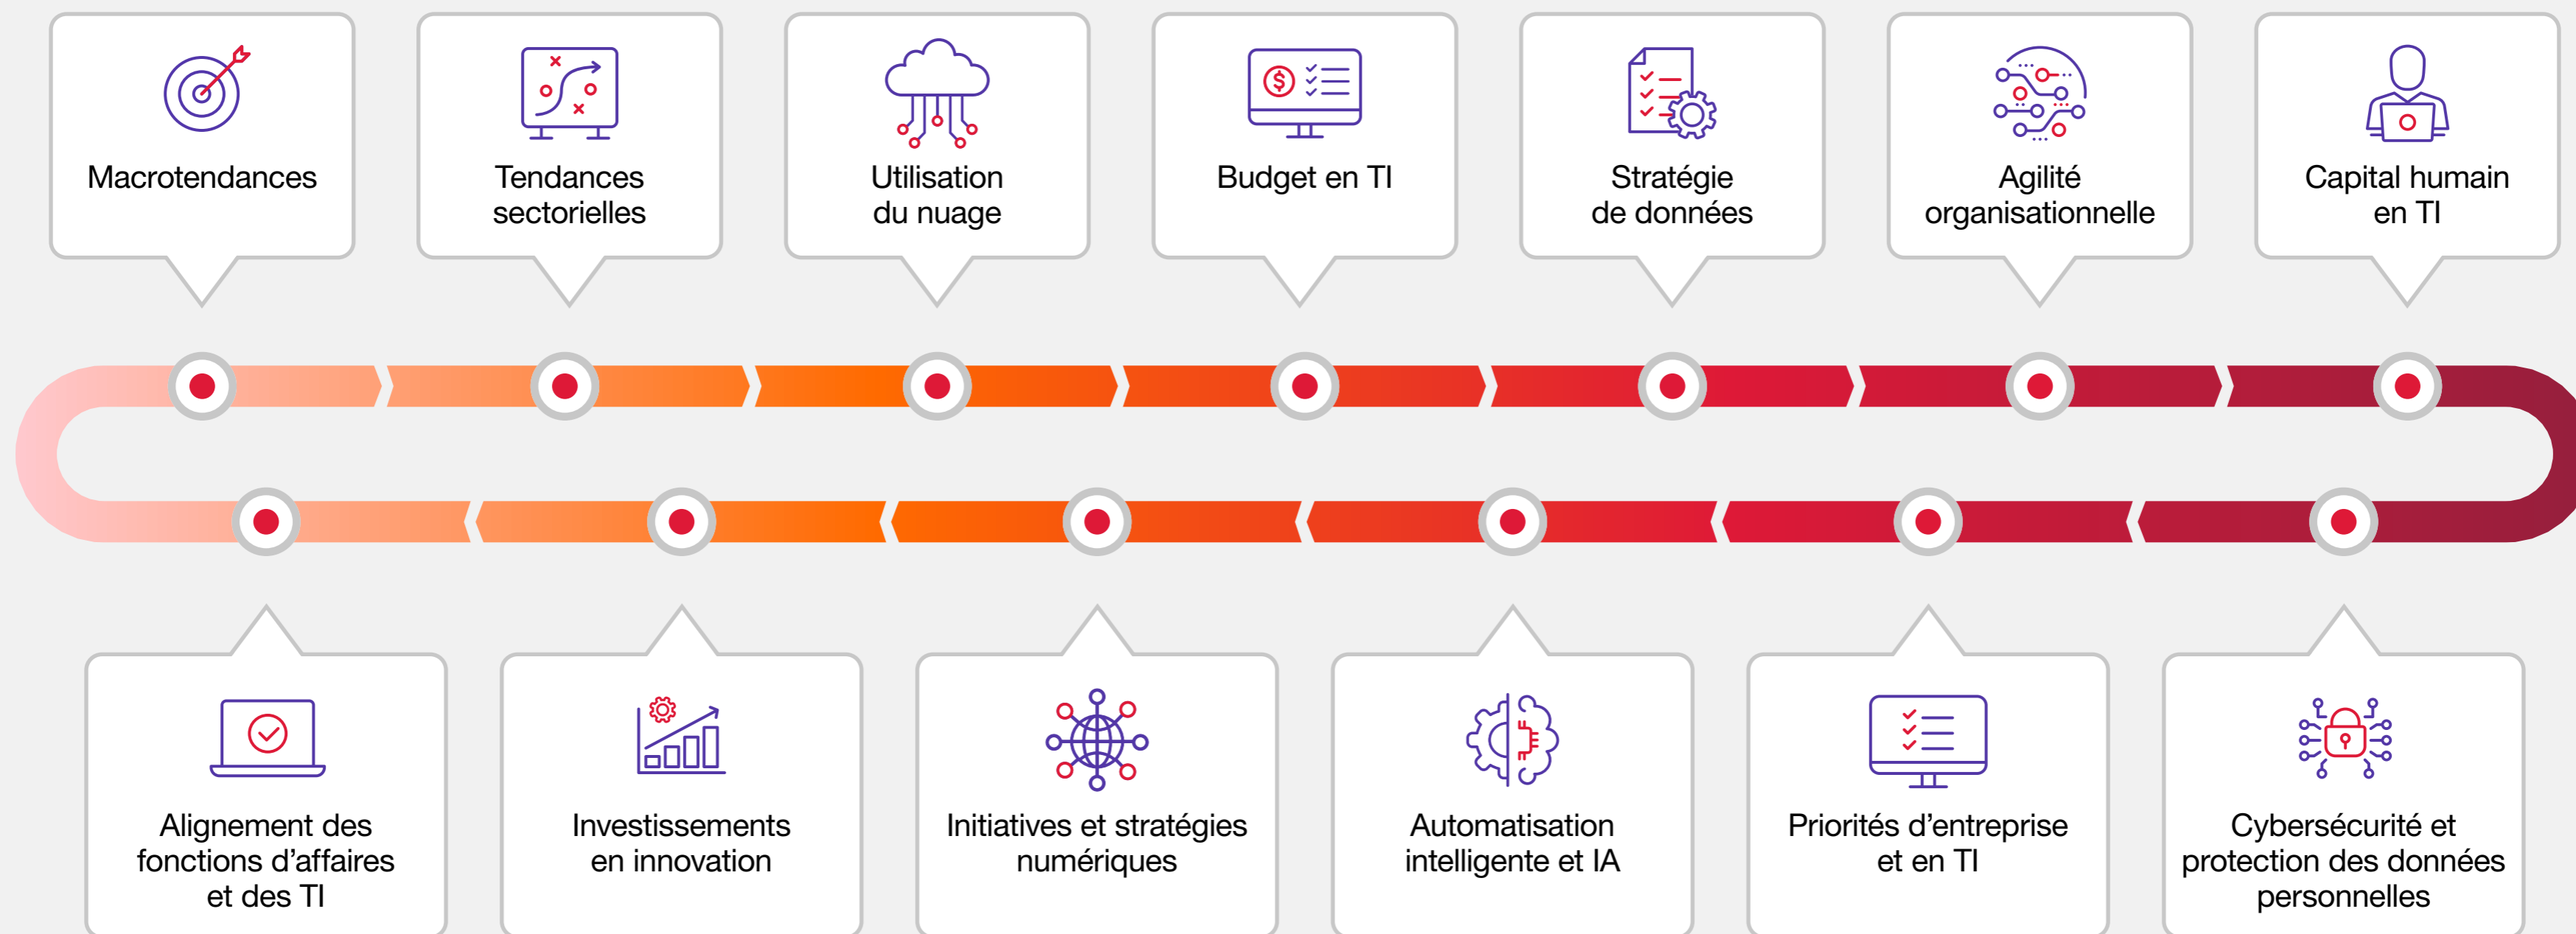 Macrotendances
Tendances
sectorielles
Utilisation
du nuage
Budget en TI
Stratégie
de données
Agilité
organisationnelle
Capital humain
en TI
Alignement des
fonctions d’affaires
et des TI
Investissements
en innovation
Initiatives et stratégies
numériques
Automatisation
intelligente et IA
Priorités d’entreprise
et en TI
Cybersécurité et
protection des données
personnelles